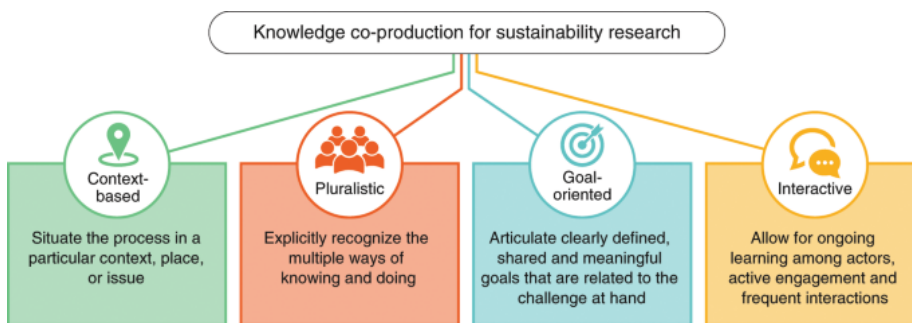 Knowledge co-production for sustainability research
Context-
based
Situate the process in a
particular context, place,
or issue
Pluralistic
Explicitly recognize the
multiple ways of
knowing and doing
Goal-
oriented
Articulate clearly defined,
shared and meaningful
goals that are related to the
challenge at hand
Interactive
Allow for ongoing
learning among actors,
active engagement and
frequent interactions